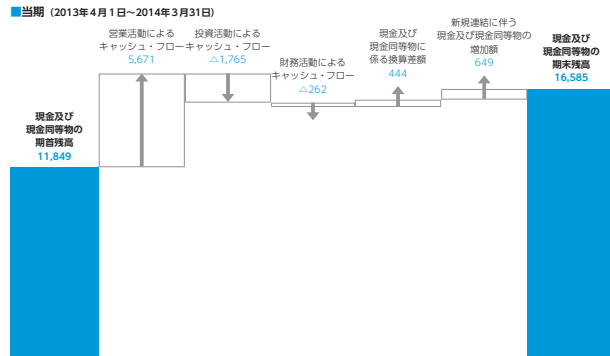 ■当期（2013年4月1日～2014年3月31日）
営業活動による
キャッシュ・フロー
5,671
投資活動による
キャッシュ・フロー
△1,765
財務活動による
キャッシュ・フロー
△262
現金及び
現金同等物に
係る換算差額
444
新規連結に伴う
現金及び現金同等物の
増加額
649
現金及び
現金同等物の
期末残高
16,585
現金及び
現金同等物の
期首残高
11,849